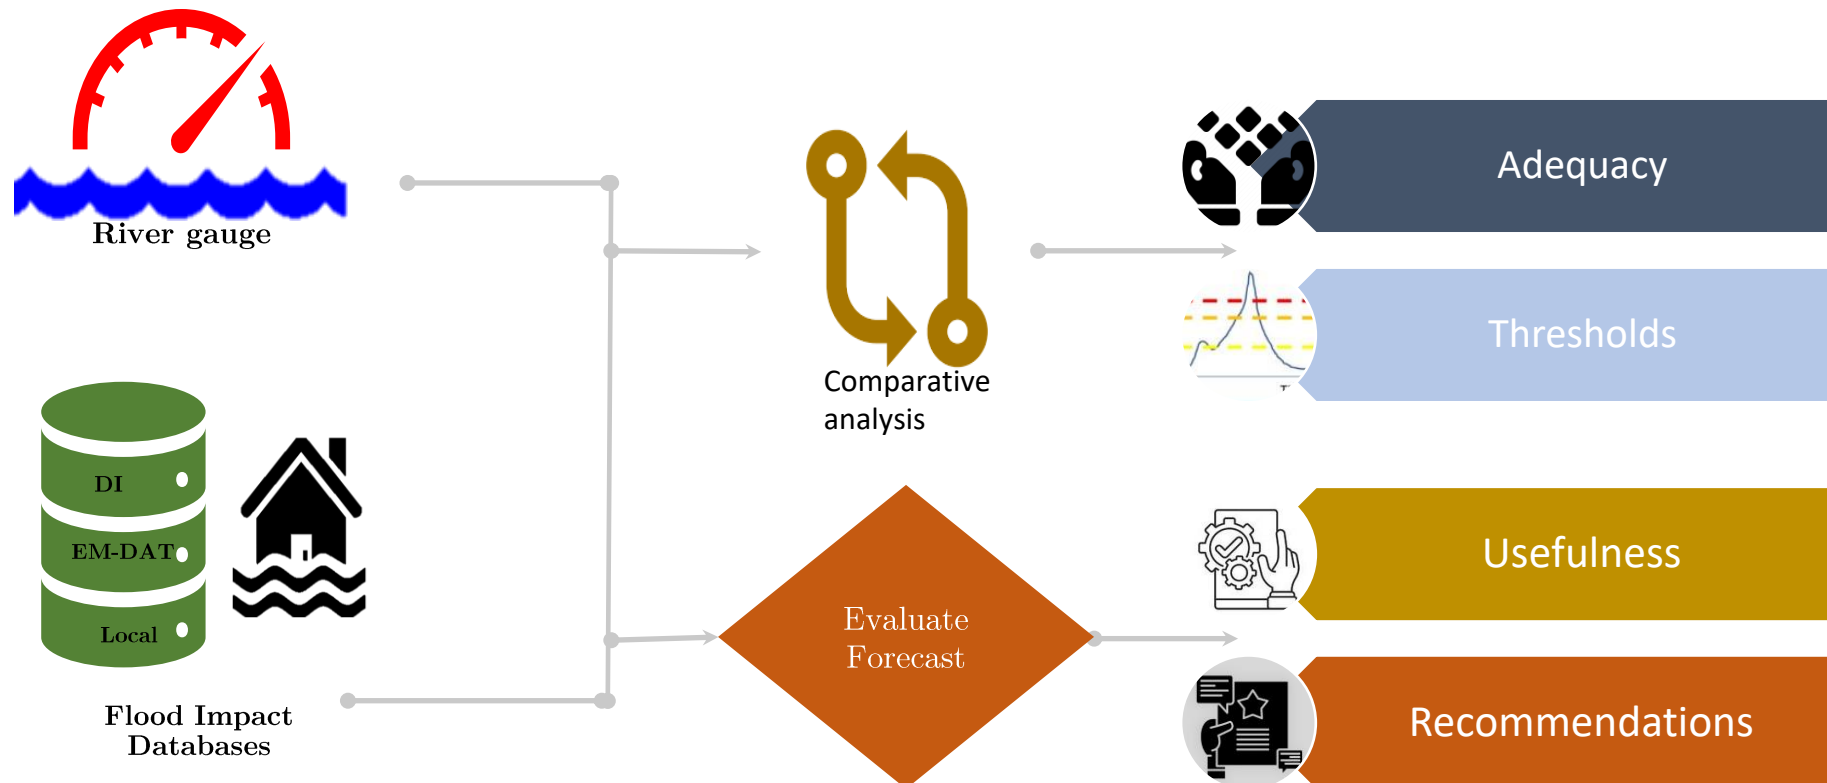 River gauge
DI
EM-DAT
Local
Flood Impact
Databases
Comparative
analysis
Evaluate
Forecast
Adequacy
Thresholds
Usefulness
Recommendations